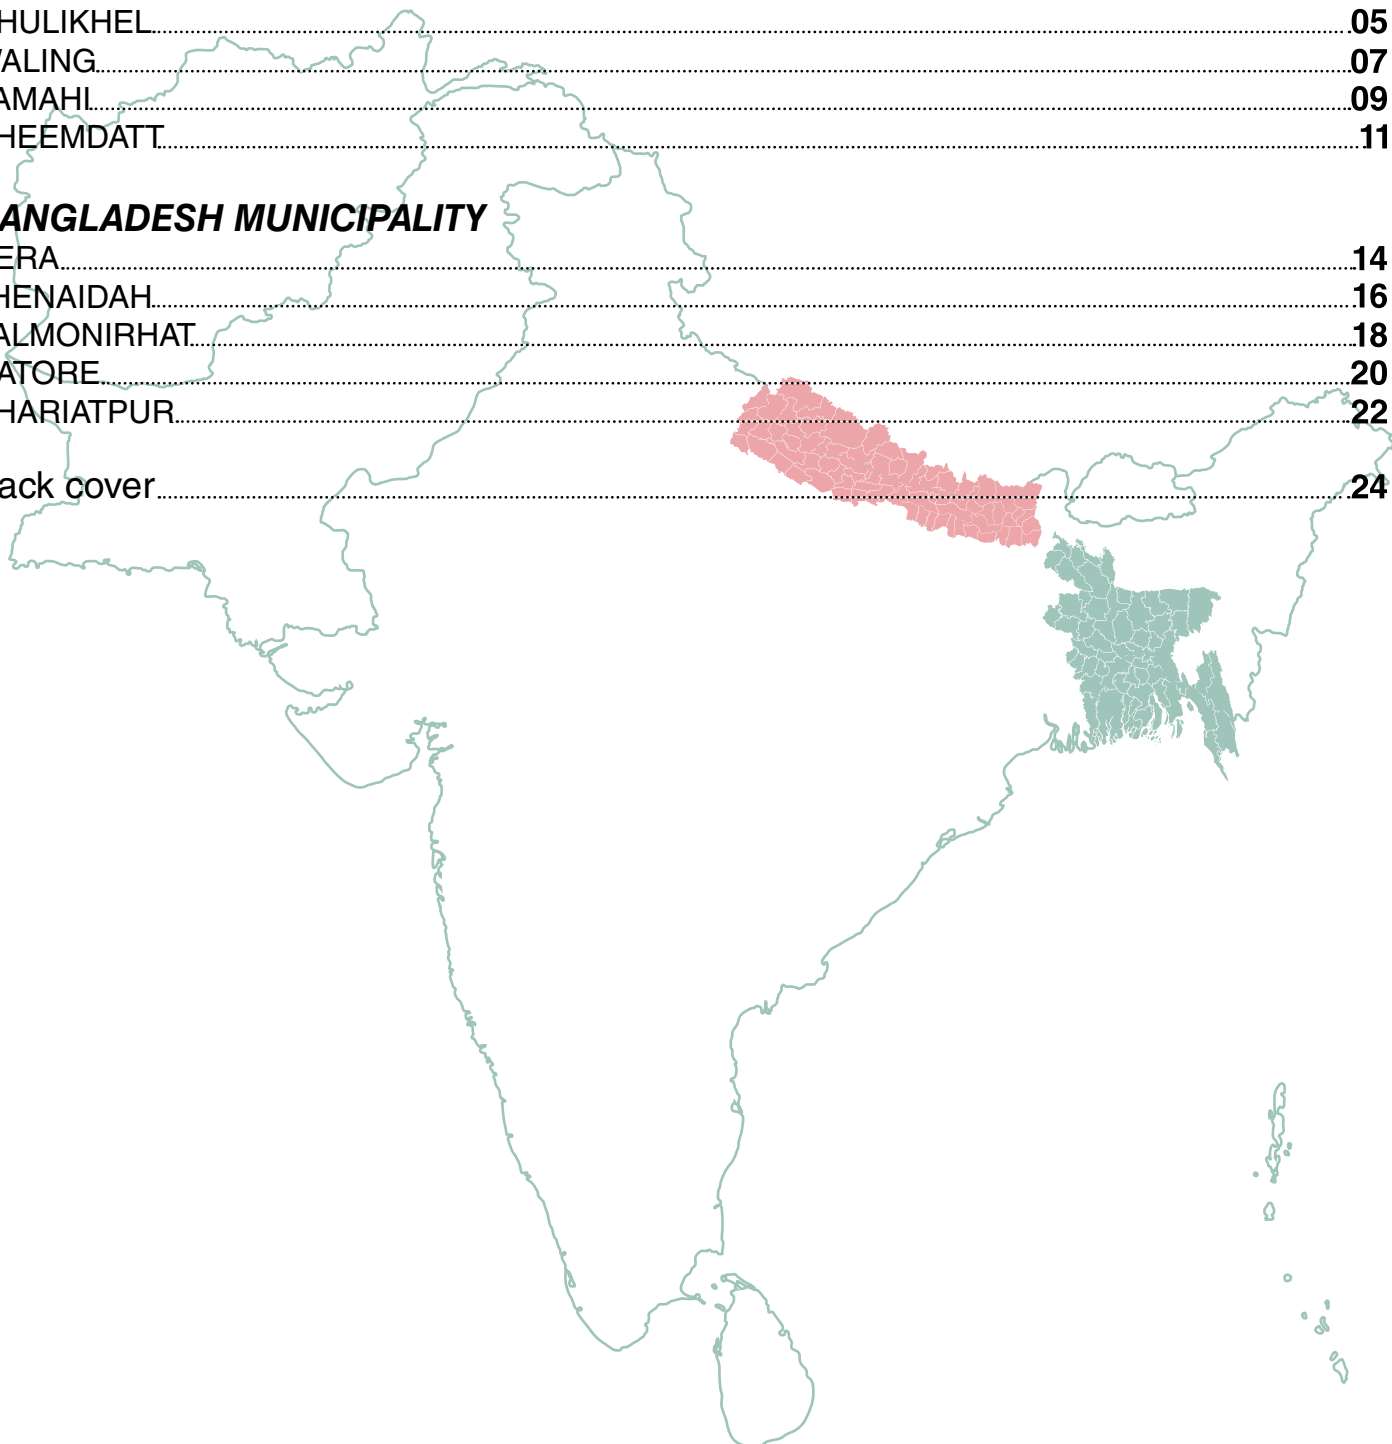 HULIKHEL 05
ALING 07
AMAHI 09
HEEMDATT 11
ANGLADESH MUNICIPALITY
ERA 14
HENAIDAH 16
ALMONIRHAT 18
ATORE 20
HARIATPUR 22
ack cover 24